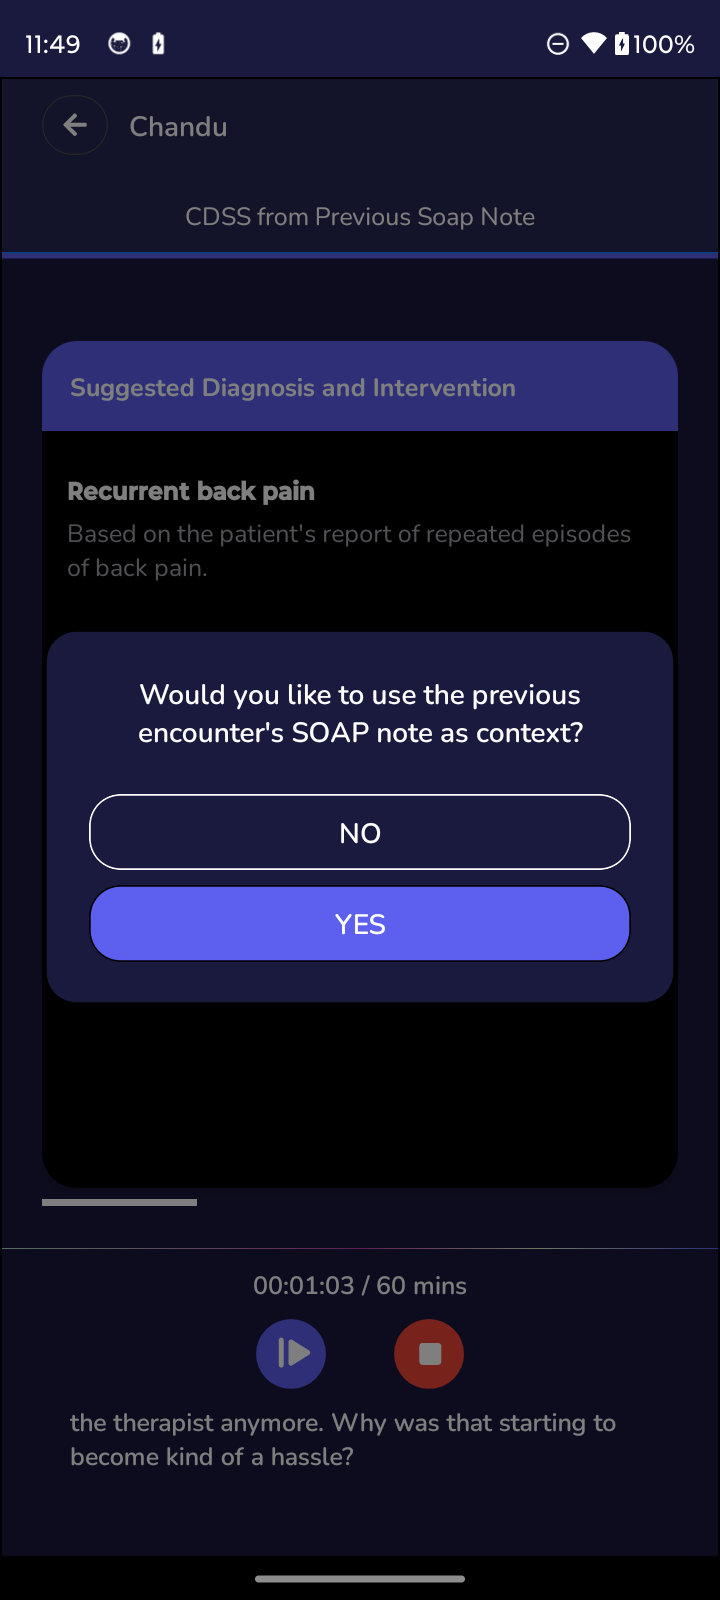 11:49
100%
Chandu
CDSS from Previous Soap Note
Suggested Diagnosis and Intervention
Recurrent back pain
Based on the patient's report of repeated episodes
of back pain.
Would you like to use the previous
encounter's SOAP note as context?
NO
YES
00:01:03 / 60 mins
the therapist anymore. Why was that starting to
become kind of a hassle?